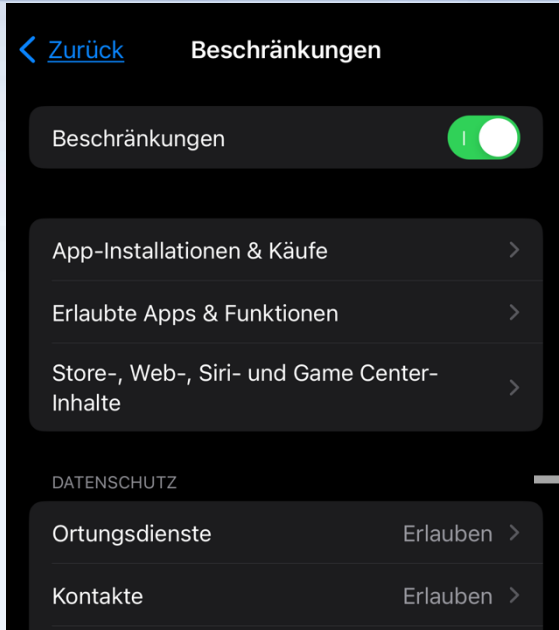 Zurück
Beschränkungen
Beschränkungen
App-Installationen & Käufe
Erlaubte Apps & Funktionen
Store-, Web-, Siri- und Game Center-
Inhalte
DATENSCHUTZ
Ortungsdienste Erlauben
Kontakte Erlauben